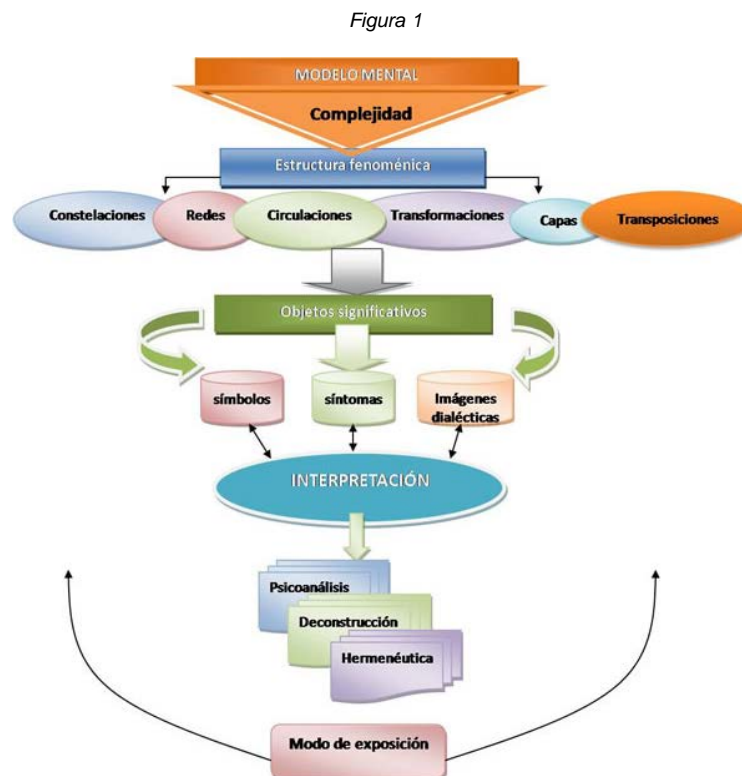 Figura 1
MODELO MENTAL
Complejidad
Estructura fenoménica
Constelaciones
Redes
Circulaciones
Transformaciones
Capas
Transposiciones
Objetos significativos
símbolos
síntomas
Imágenes
dialécticas
INTERPRETACIÓN
Psicoanálisis
Deconstrucción
Hermenéutica
Modo de exposición